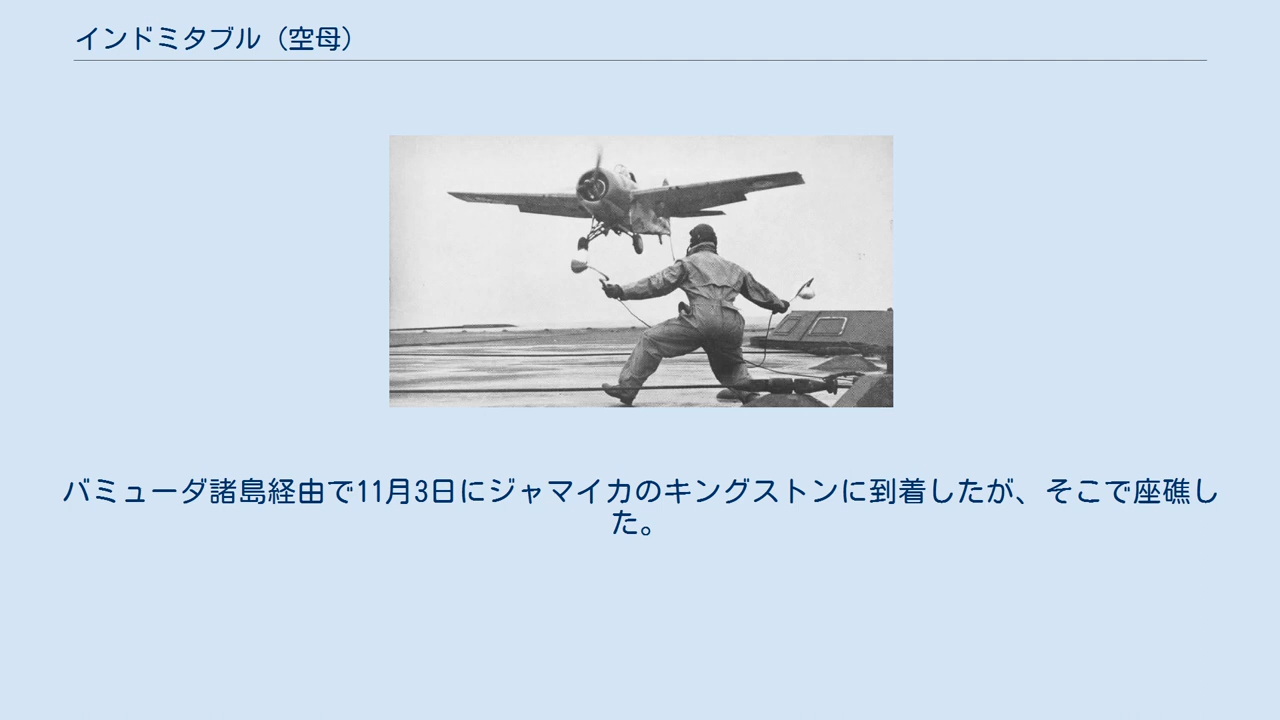 インドミタブル（空母）
バミューダ諸島経由で11月3日にジャマイカのキングストンに到着したが、そこで座礁し
た。